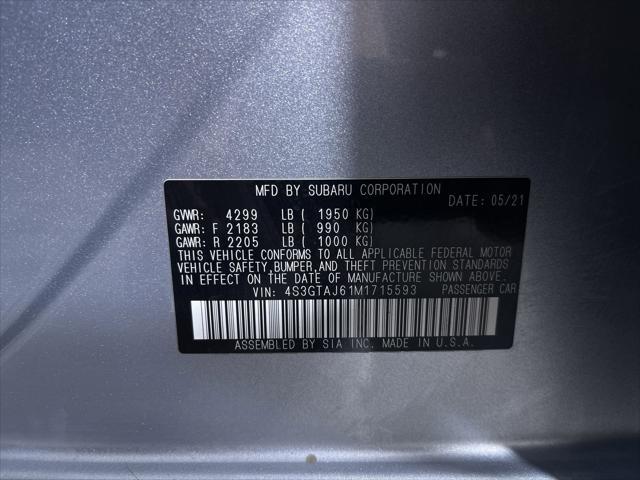 MFD BY SUBARU CORPORATION
DATE: 05/21
GVWR: 4299 LB ( 1950 KG)
GAWR: F 2183 LB ( 990 KG)
GAWR: R 2205 LB ( 1000 KG)
THIS VEHICLE CONFORMS TO ALL APPLICABLE FEDERAL MOTOR
VEHICLE SAFETY, BUMPER, AND THEFT PREVENTION STANDARDS
IN EFFECT ON THE DATE OF MANUFACTURE SHOWN ABOVE.
VIN: 4S3GTAJ61M1715593 PASSENGER CAR
ASSEMBLED BY SIA INC. MADE IN U.S.A.